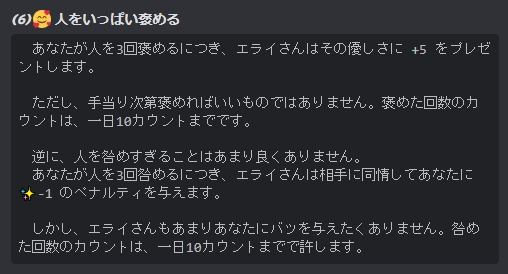 (6)🥰人をいっぱい褒める
あなたが人を3回褒めるにつき、エライさんはその優しさに +5 をプレゼ
ントします。
ただし、手当り次第褒めればいいものではありません。褒めた回数のカ
ウントは、一日10カウントまでです。
逆に、人を咎めすぎることはあまり良くありません。
あなたが人を3回咎めるにつき、エライさんは相手に同情してあなたに
✨-1 のペナルティを与えます。
しかし、エライさんもあまりあなたにバツを与えたくありません。咎め
た回数のカウントは、一日10カウントまでで許します。